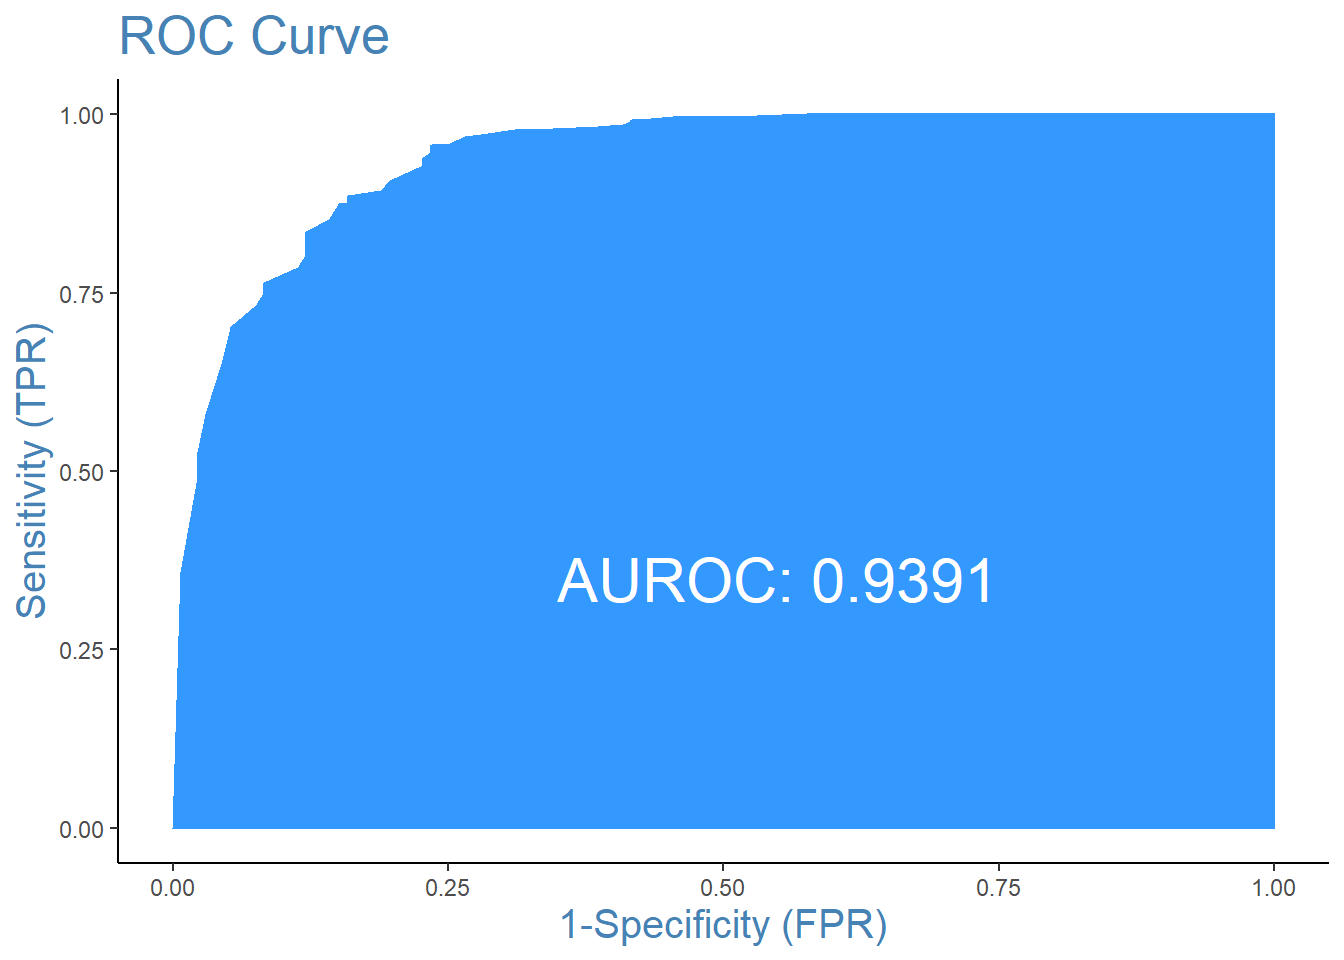 ROC Curve
1.00
0.75
0.50
0.25
0.00
Sensitivity (TPR)
AUROC: 0.9391
0.00 0.25 0.50 0.75 1.00
1-Specificity (FPR)